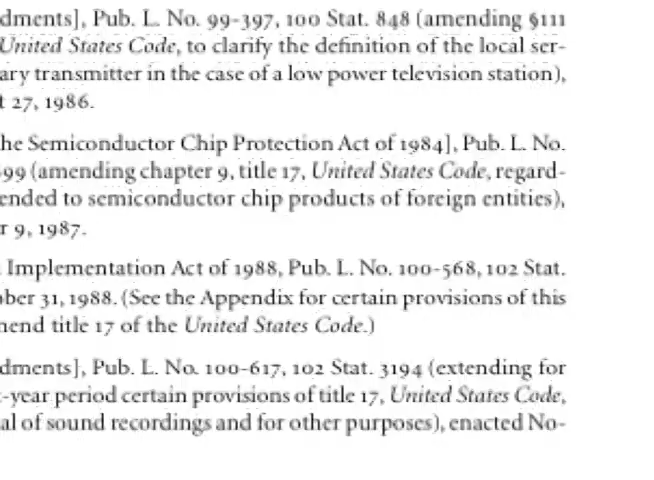 dments], Pub. L. No. 99-397, 100 Stat. 848 (amending §111
United States Code, to clarify the definition of the local ser-
ary transmitter in the case of a low power television station),
t 27, 1986.
he Semiconductor Chip Protection Act of 1984], Pub. L. No.
99 (amending chapter 9, title 17, United States Code, regard-
ended to semiconductor chip products of foreign entities),
r 9, 1987.
Implementation Act of 1988, Pub. L. No. 100-568, 102 Stat.
ber 31, 1988. (See the Appendix for certain provisions of this
mend title 17 of the United States Code.)
dments], Pub. L. No. 100-617, 102 Stat. 3194 (extending for
-year period certain provisions of title 17, United States Code,
al of sound recordings and for other purposes), enacted No-